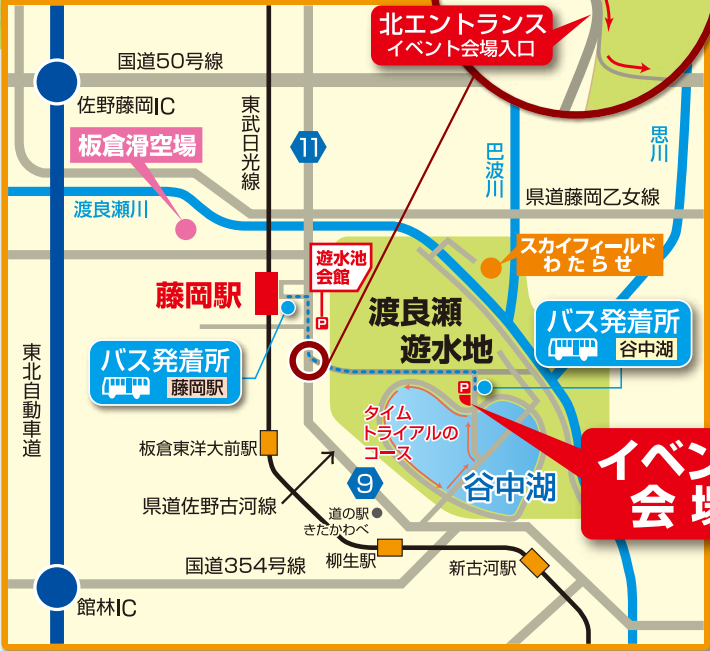 北エントランス
イベント会場入口
国道50号線
佐野藤岡IC
東武日光線
板倉滑空場
11
巴波川
思川
渡良瀬川
県道藤岡乙女線
遊水池
会館
P
スカイフィールド
わたらせ
藤岡駅
渡良瀬
遊水地
バス発着所
谷中湖
バス発着所
藤岡駅
東北自動車道
P
タイム
トライアルの
コース
イベン
会場
板倉東洋大前駅
谷中湖
9
県道佐野古河線
道の駅
きたかわべ
国道354号線
柳生駅
新古河駅
館林IC